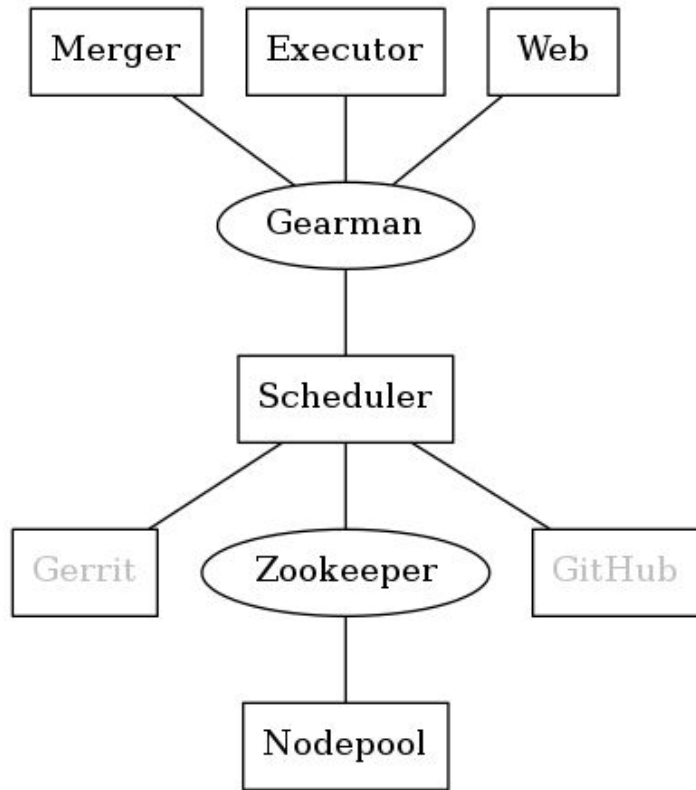 Merger
Executor
Web
Gearman
Scheduler
Gerrit
Zookeeper
GitHub
Nodepool